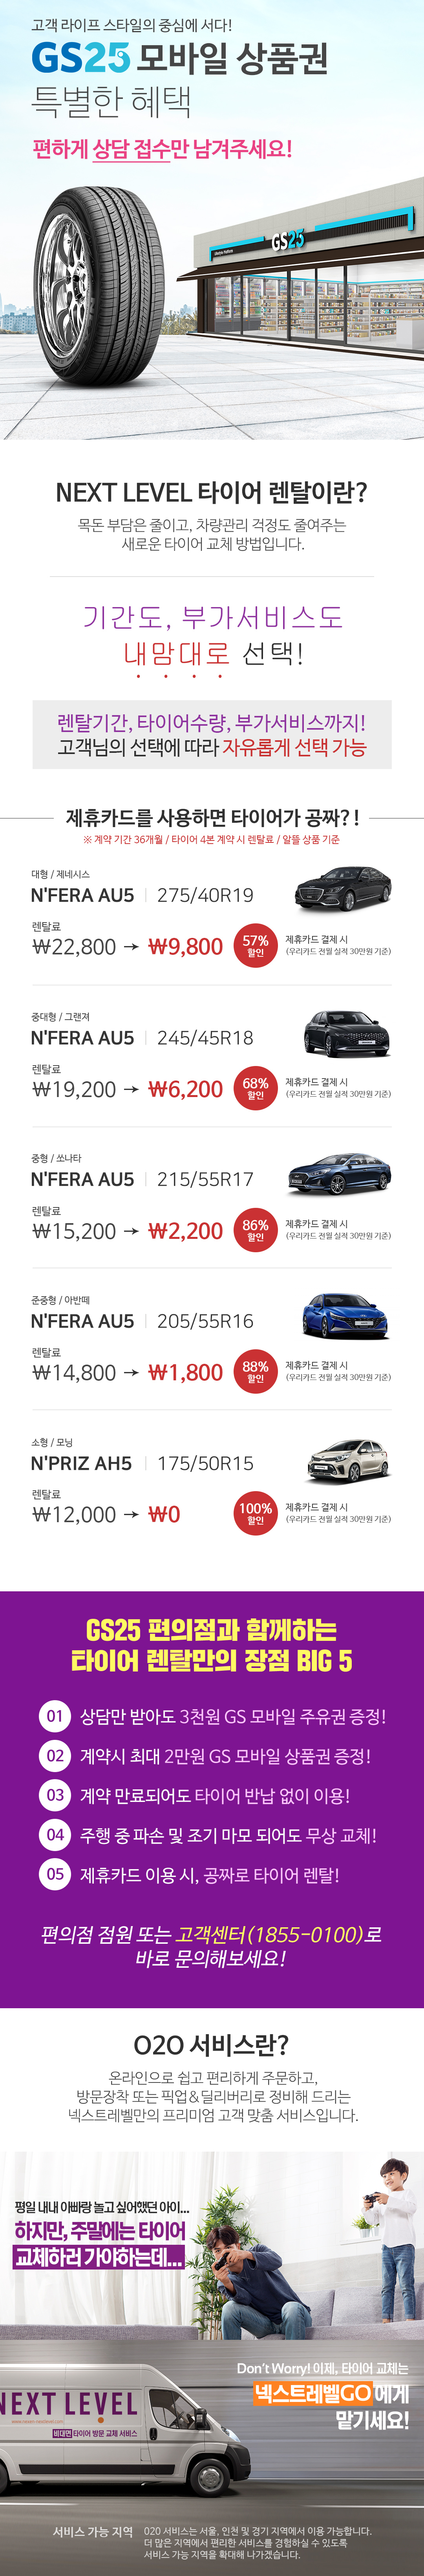 고객 라이프 스타일의 중심에 서다!
GS25 모바일 상품권
특별한 혜택
편하게 상담 접수만 남겨주세요!
GS25
NEXT LEVEL 타이어 렌탈이란?
목돈 부담은 줄이고, 차량관리 걱정도 줄여주는
새로운 타이어 교체 방법입니다.
기간도, 부가서비스도
내맘대로 선택!
렌탈기간, 타이어수량, 부가서비스까지!
고객님의 선택에 따라 자유롭게 선택 가능
제휴카드를 사용하면 타이어가 공짜?!
※ 계약 기간 36개월 / 타이어 4본 계약 시 렌탈료 / 알뜰 상품 기준
대형 / 제네시스
N'FERA AU5 | 275/40R19
렌탈료
₩22,800 → ₩9,800 57% 할인 제휴카드 결제 시
(우리카드 전월 실적 30만원 기준)
중대형 / 그랜져
N'FERA AU5 | 245/45R18
렌탈료
₩19,200 → ₩6,200 68% 할인 제휴카드 결제 시
(우리카드 전월 실적 30만원 기준)
중형 / 쏘나타
N'FERA AU5 | 215/55R17
렌탈료
₩15,200 → ₩2,200 86% 할인 제휴카드 결제 시
(우리카드 전월 실적 30만원 기준)
준중형 / 아반떼
N'FERA AU5 | 205/55R16
렌탈료
₩14,800 → ₩1,800 88% 할인 제휴카드 결제 시
(우리카드 전월 실적 30만원 기준)
소형 / 모닝
N'PRIZ AH5 | 175/50R15
렌탈료
₩12,000 → ₩0 100% 할인 제휴카드 결제 시
(우리카드 전월 실적 30만원 기준)
GS25 편의점과 함께하는
타이어 렌탈만의 장점 BIG 5
01 상담만 받아도 3천원 GS 모바일 주유권 증정!
02 계약시 최대 2만원 GS 모바일 상품권 증정!
03 계약 만료되어도 타이어 반납 없이 이용!
04 주행 중 파손 및 조기 마모 되어도 무상 교체!
05 제휴카드 이용 시, 공짜로 타이어 렌탈!
편의점 점원 또는 고객센터(1855-0100)로
바로 문의해보세요!
O2O 서비스란?
온라인으로 쉽고 편리하게 주문하고,
방문장착 또는 픽업&딜리버리로 정비해 드리는
넥스트레벨만의 프리미엄 고객 맞춤 서비스입니다.
평일 내내 아빠랑 놀고 싶어했던 아이...
하지만, 주말에는 타이어
교체하러 가야하는데...
Don't Worry! 이제, 타이어 교체는
넥스트레벨GO에게
맡기세요!
NEXT LEVEL
비대면 타이어 방문 교체 서비스
서비스 가능 지역 O2O 서비스는 서울, 인천 및 경기 지역에서 이용 가능합니다.
더 많은 지역에서 편리한 서비스를 경험하실 수 있도록
서비스 가능 지역을 확대해 나가겠습니다.